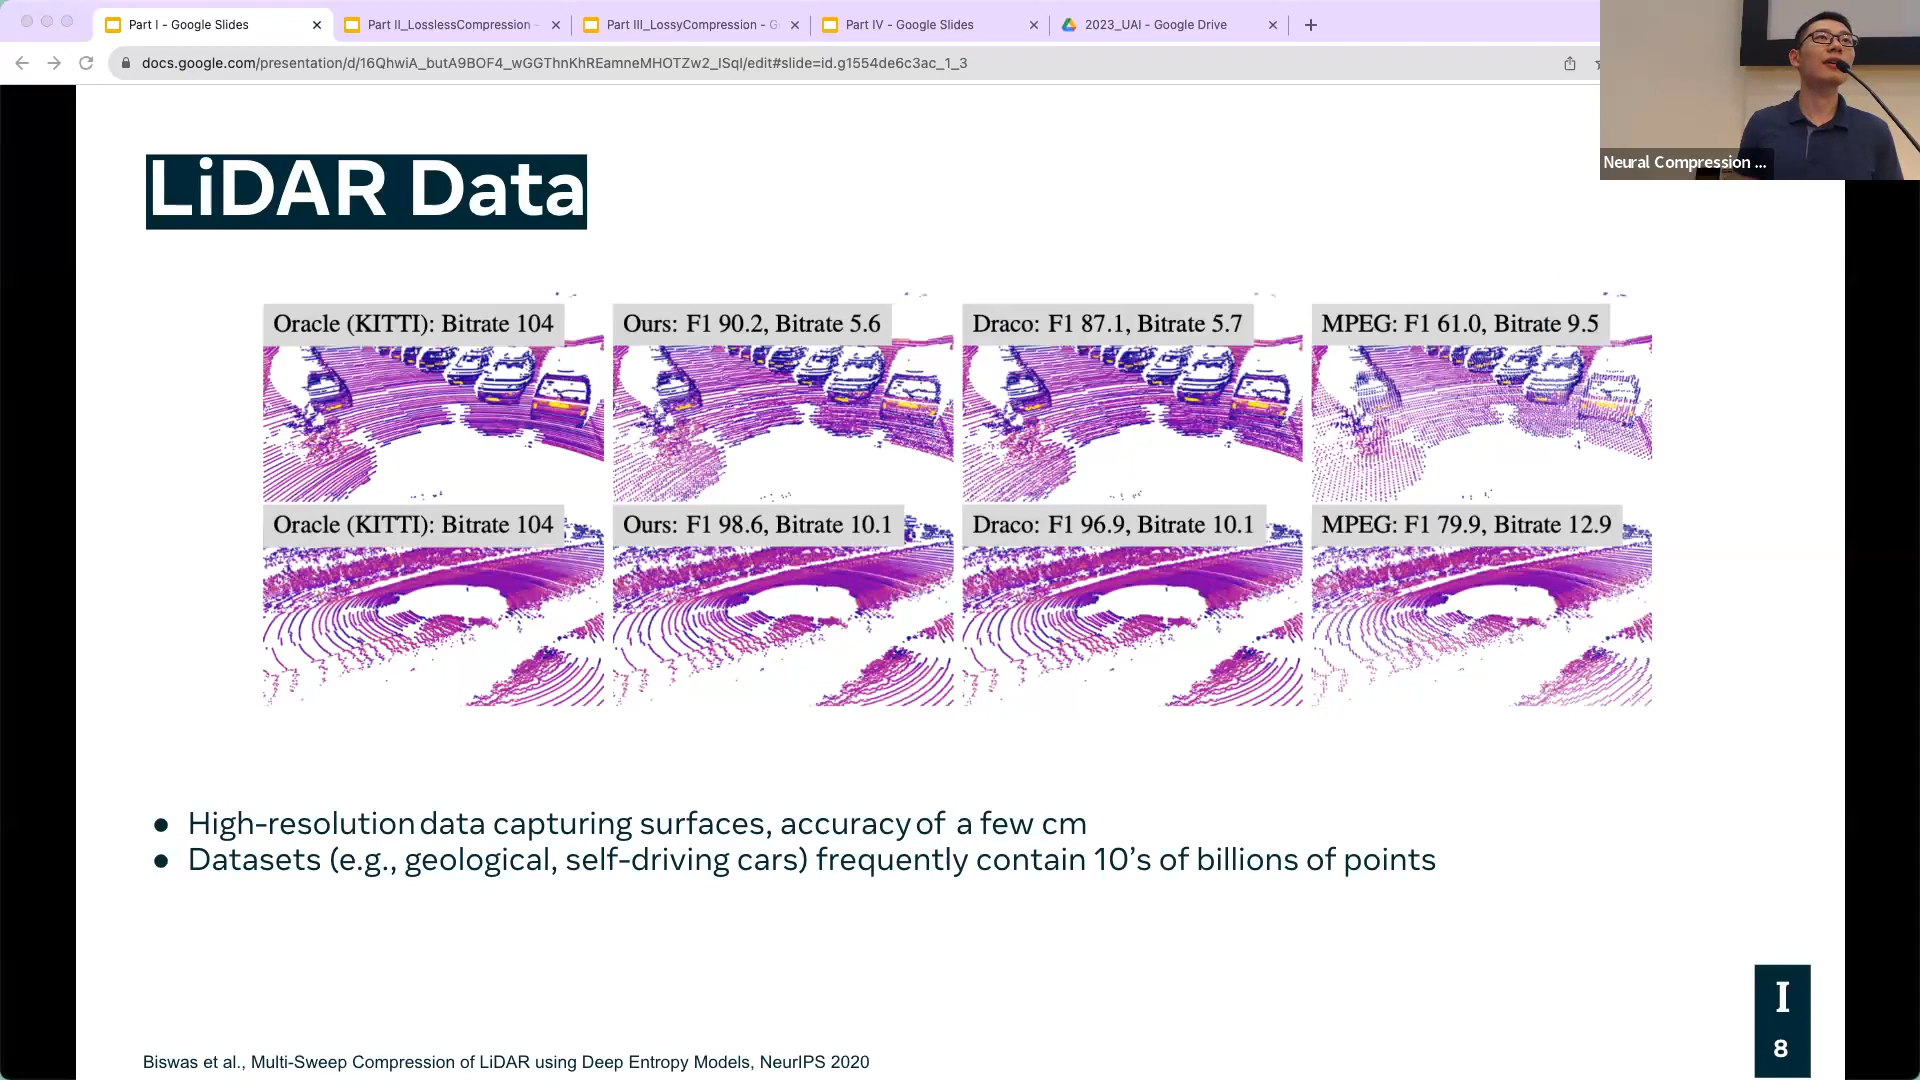 Part I - Google Slides
Part II_LosslessCompression -
Part III_LossyCompression - G
Part IV - Google Slides
2023_UAI - Google Drive
docs.google.com/presentation/d/16QhwiA_butA9BOF4_wGGThnKhREamneMHOTZw2_ISqI/edit#slide=id.g1554de6c3ac_1_3
Neural Compression ...
LiDAR Data
Oracle (KITTI): Bitrate 104
Ours: F1 90.2, Bitrate 5.6
Draco: F1 87.1, Bitrate 5.7
MPEG: F1 61.0, Bitrate 9.5
Oracle (KITTI): Bitrate 104
Ours: F1 98.6, Bitrate 10.1
Draco: F1 96.9, Bitrate 10.1
MPEG: F1 79.9, Bitrate 12.9
● High-resolution data capturing surfaces, accuracy of a few cm
● Datasets (e.g., geological, self-driving cars) frequently contain 10's of billions of points
I
8
Biswas et al., Multi-Sweep Compression of LiDAR using Deep Entropy Models, NeurIPS 2020